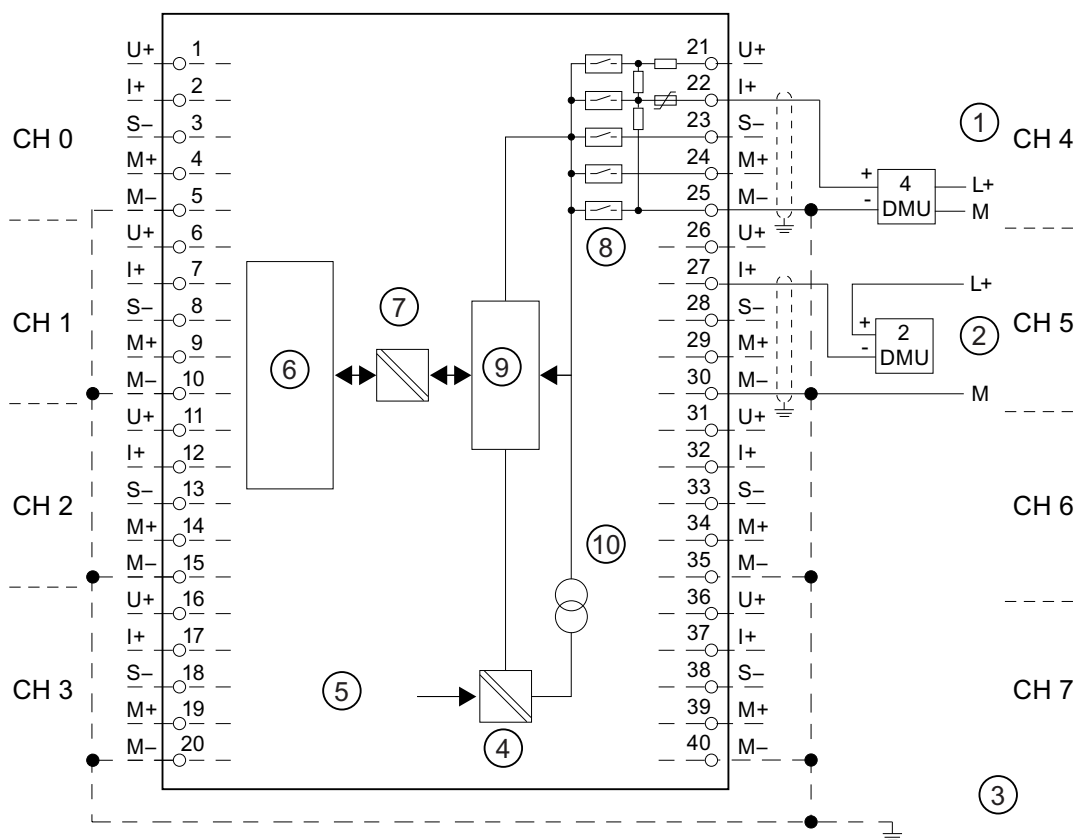 CH 0
CH 1
CH 2
CH 3
U+ 1
I+ 2
S– 3
M+ 4
M– 5
U+ 6
I+ 7
S– 8
M+ 9
M– 10
U+ 11
I+ 12
S– 13
M+ 14
M– 15
U+ 16
I+ 17
S– 18
M+ 19
M– 20
6
7
9
8
10
5
4
21 U+
22 I+
23 S–
24 M+
25 M–
26 U+
27 I+
28 S–
29 M+
30 M–
31 U+
32 I+
33 S–
34 M+
35 M–
36 U+
37 I+
38 S–
39 M+
40 M–
+
-
4
DMU
L+
M
1
CH 4
+
-
2
DMU
L+
M
2
CH 5
CH 6
CH 7
3